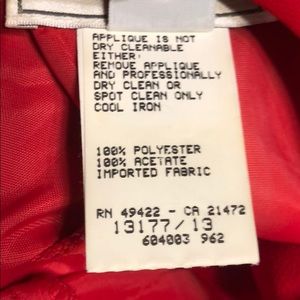 APPLIQUE IS NOT
DRY CLEANABLE
EITHER:
REMOVE APPLIQUE
AND PROFESSIONALLY
DRY CLEAN OR
SPOT CLEAN ONLY
COOL IRON
100% POLYESTER
100% ACETATE
IMPORTED FABRIC
RN 49422 - CA 21472
13177/13
604003 962